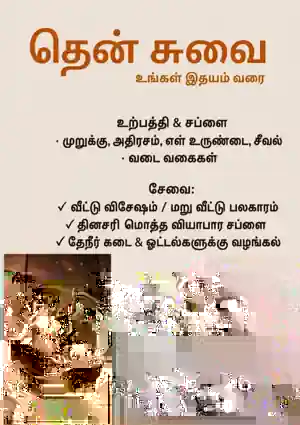 தென் சுவை
உங்கள் இதயம் வரை
உற்பத்தி & சப்ளை
· முறுக்கு, அதிரசம், எள் உருண்டை, சீவல்
· வடை வகைகள்
சேவை:
✓ வீட்டு விசேஷம் / மறு வீட்டு பலகாரம்
✓ தினசரி மொத்த வியாபார சப்ளை
✓ தேநீர் கடை & ஓட்டல்களுக்கு வழங்கல்